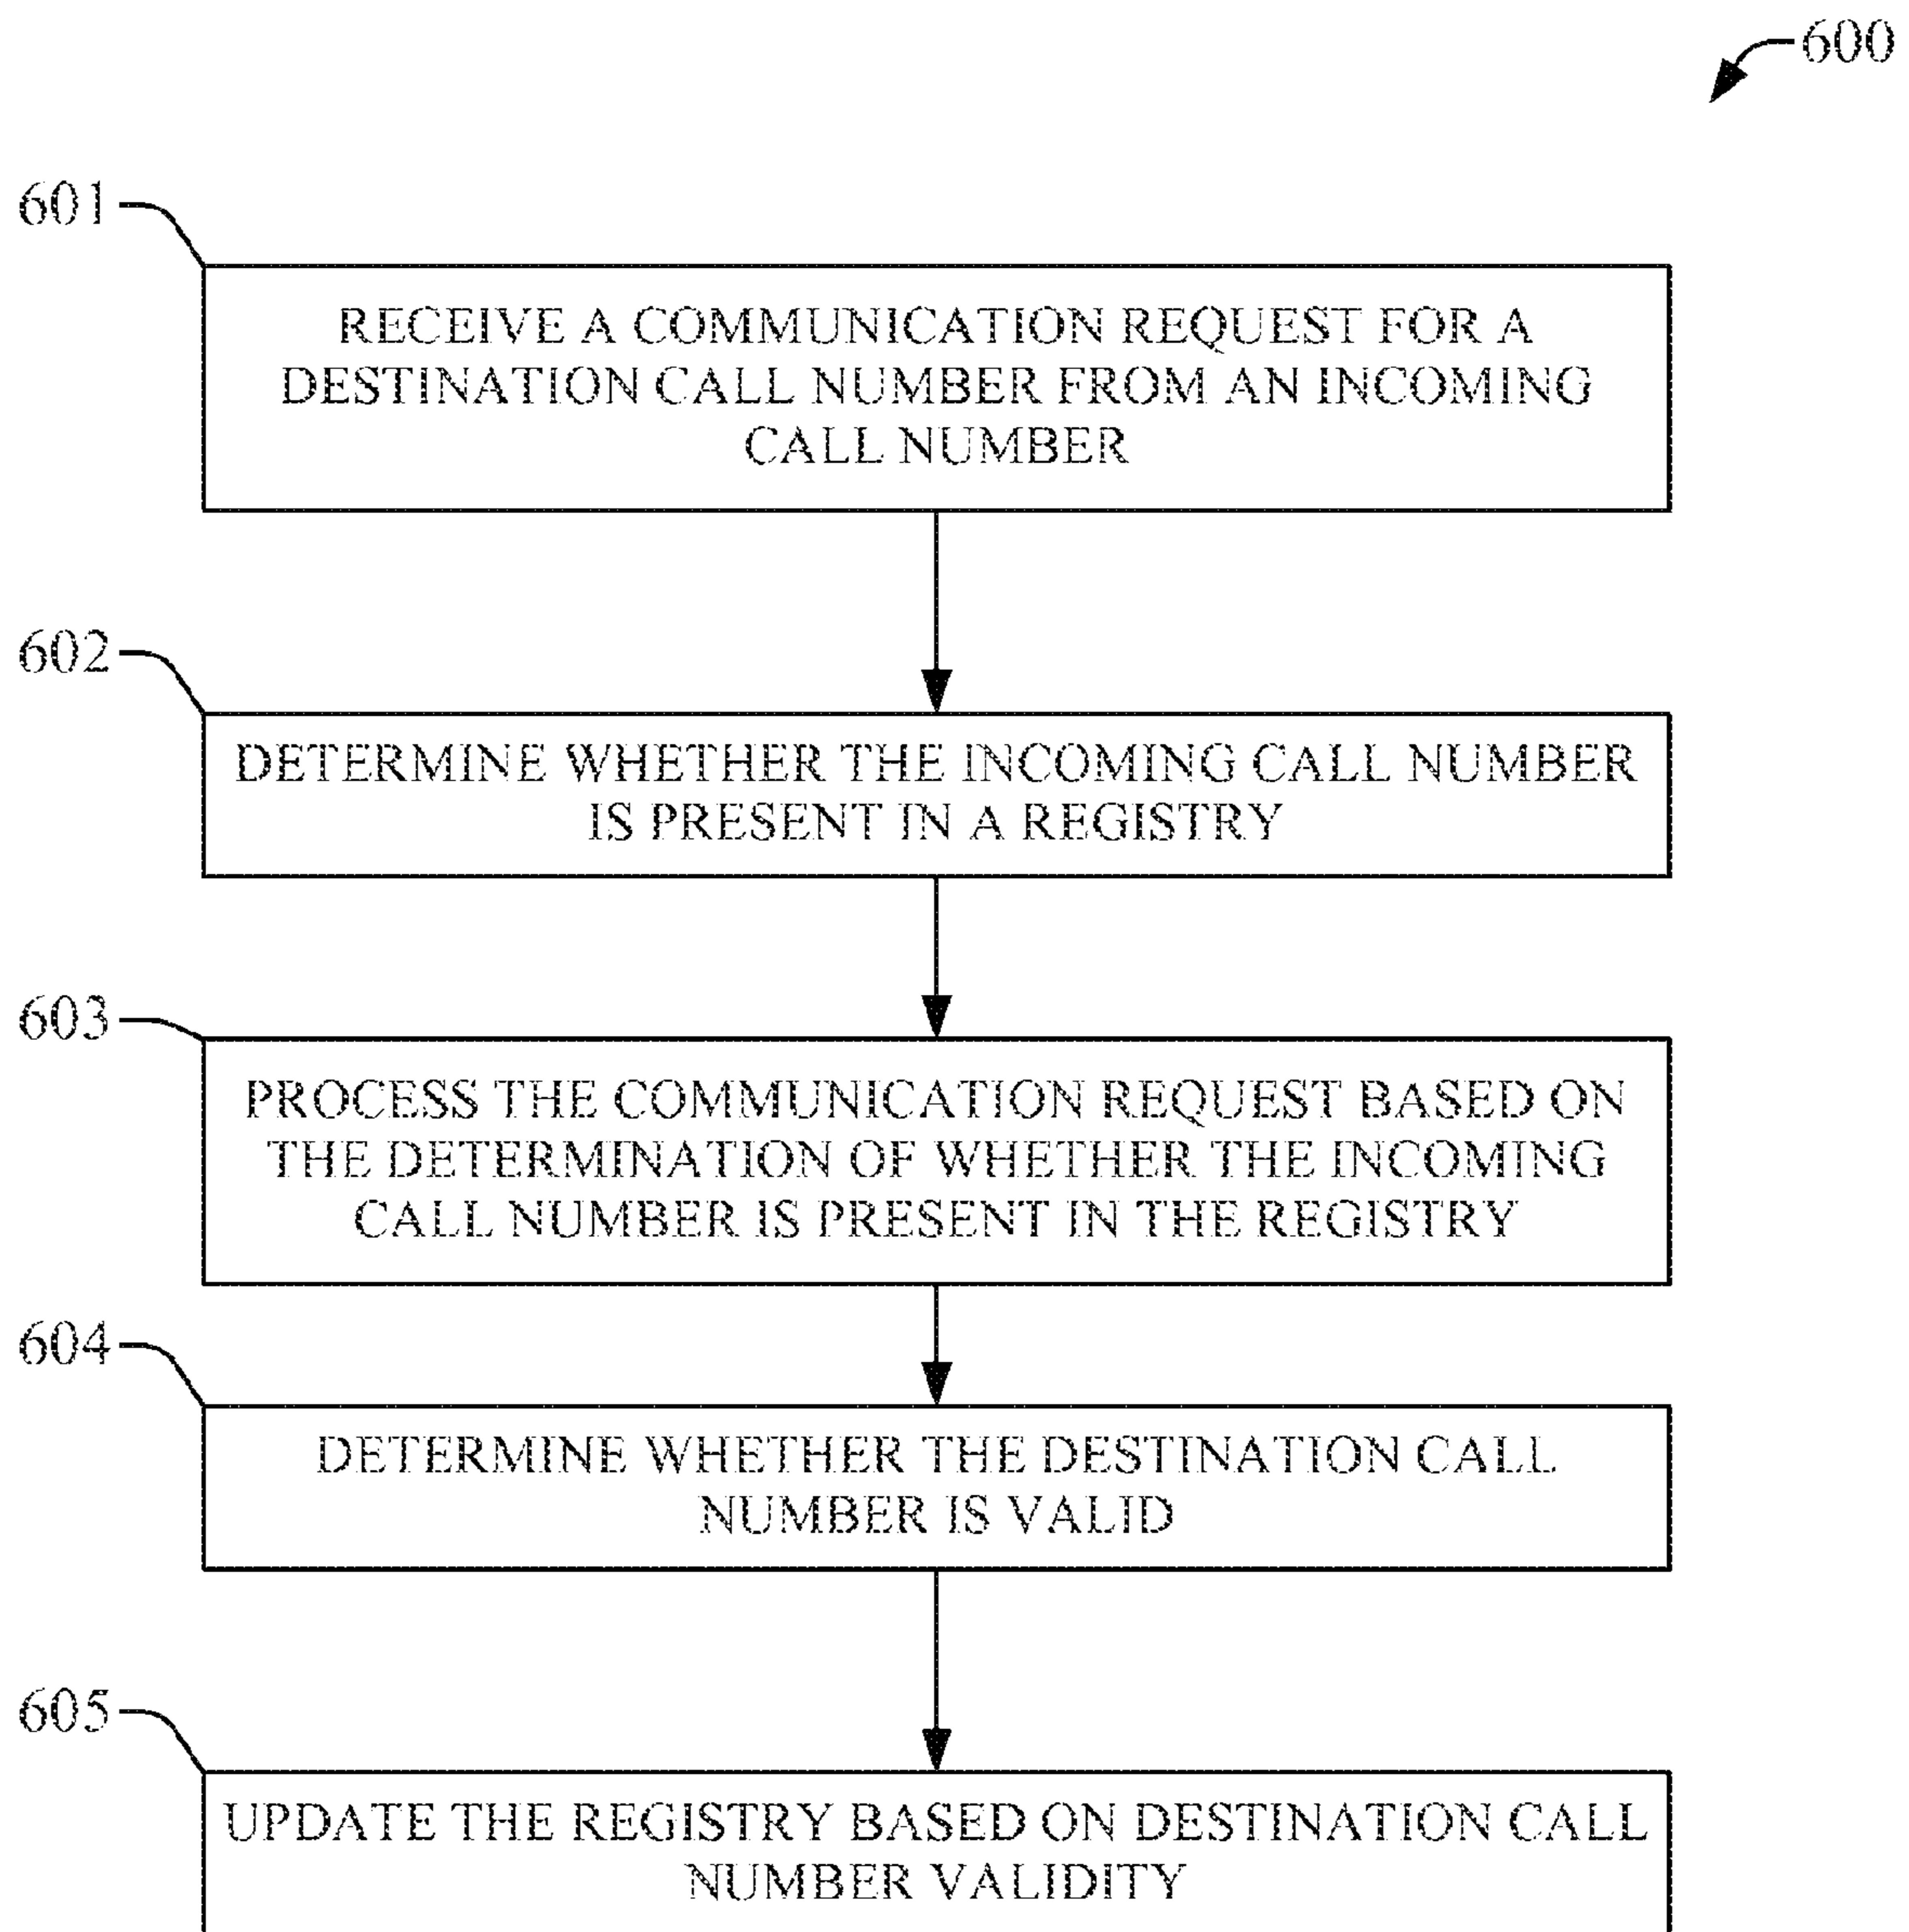 600
601
RECEIVE A COMMUNICATION REQUEST FOR A
DESTINATION CALL NUMBER FROM AN INCOMING
CALL NUMBER
602
DETERMINE WHETHER THE INCOMING CALL NUMBER
IS PRESENT IN A REGISTRY
603
PROCESS THE COMMUNICATION REQUEST BASED ON
THE DETERMINATION OF WHETHER THE INCOMING
CALL NUMBER IS PRESENT IN THE REGISTRY
604
DETERMINE WHETHER THE DESTINATION CALL
NUMBER IS VALID
605
UPDATE THE REGISTRY BASED ON DESTINATION CALL
NUMBER VALIDITY